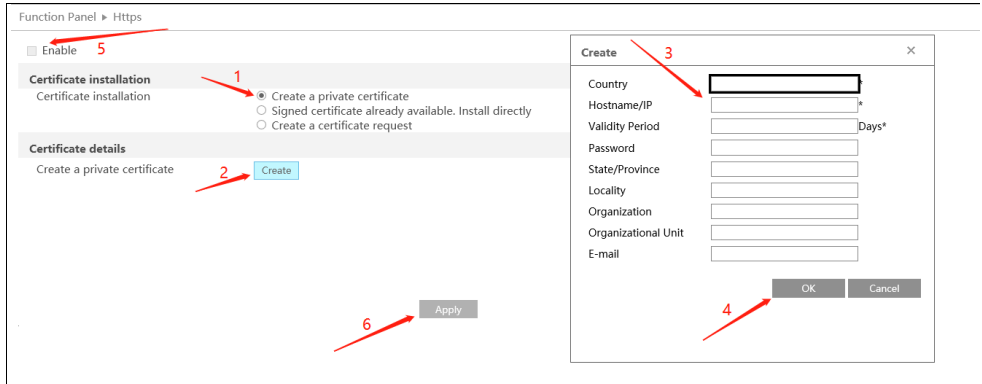 Function Panel ▶ Https
Enable
5
Certificate installation
1
Certificate installation
Create a private certificate
Signed certificate already available. Install directly
Create a certificate request
Certificate details
Create a private certificate
2
Create
6
Apply
Create
×
3
Country
*
Hostname/IP
*
Validity Period
Days*
Password
State/Province
Locality
Organization
Organizational Unit
E-mail
OK
Cancel
4